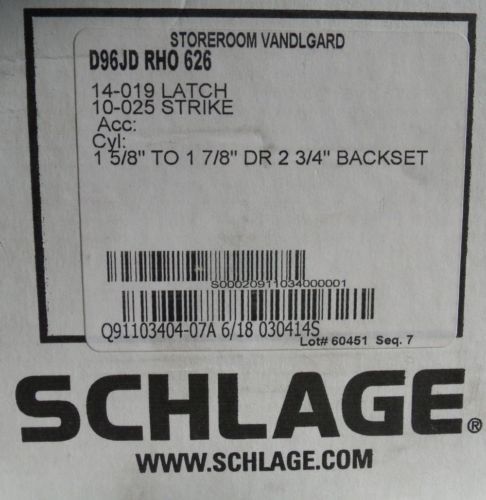 STOREROOM VANDLGARD
D96JD RHO 626
14-019 LATCH
10-025 STRIKE
Acc:
Cyl:
1 5/8" TO 1 7/8" DR 2 3/4" BACKSET
S00020911034000001
Q91103404-07A 6/18 030414S
Lot# 60451 Seq. 7
SCHLAGE®
WWW.SCHLAGE.COM